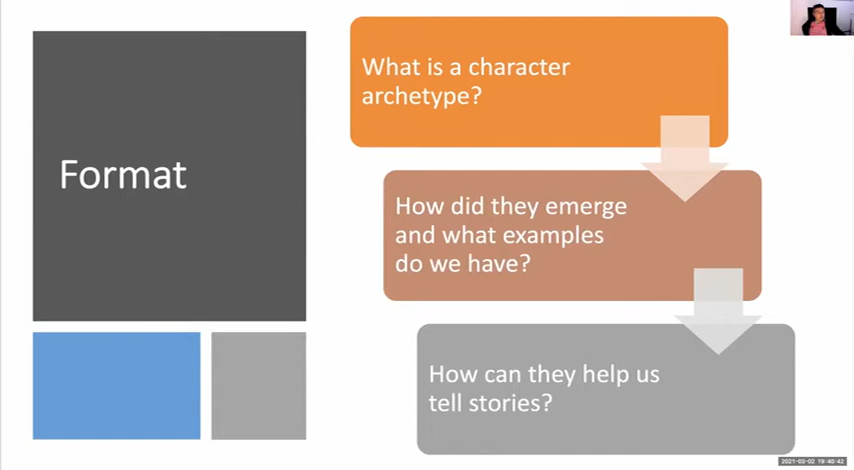 Format
What is a character
archetype?
How did they emerge
and what examples
do we have?
How can they help us
tell stories?
2021-03-02 19:40:42